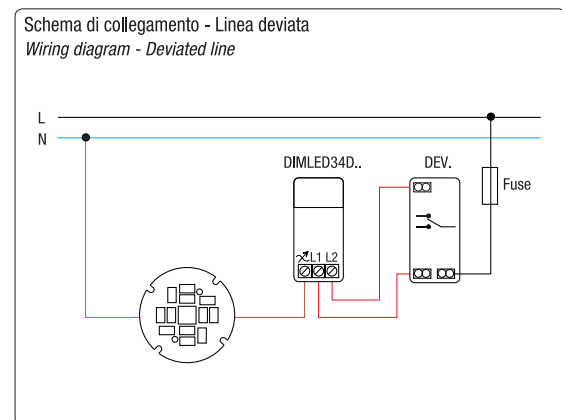 Schema di collegamento - Linea deviata
Wiring diagram - Deviated line
L
N
DIMLED34D..
DEV.
Fuse
L1 L2